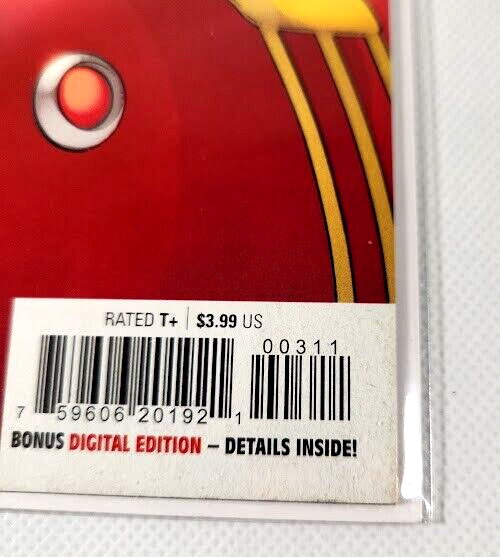 RATED T+ | $3.99 US
00311
7 59606 20192 1
BONUS DIGITAL EDITION – DETAILS INSIDE!